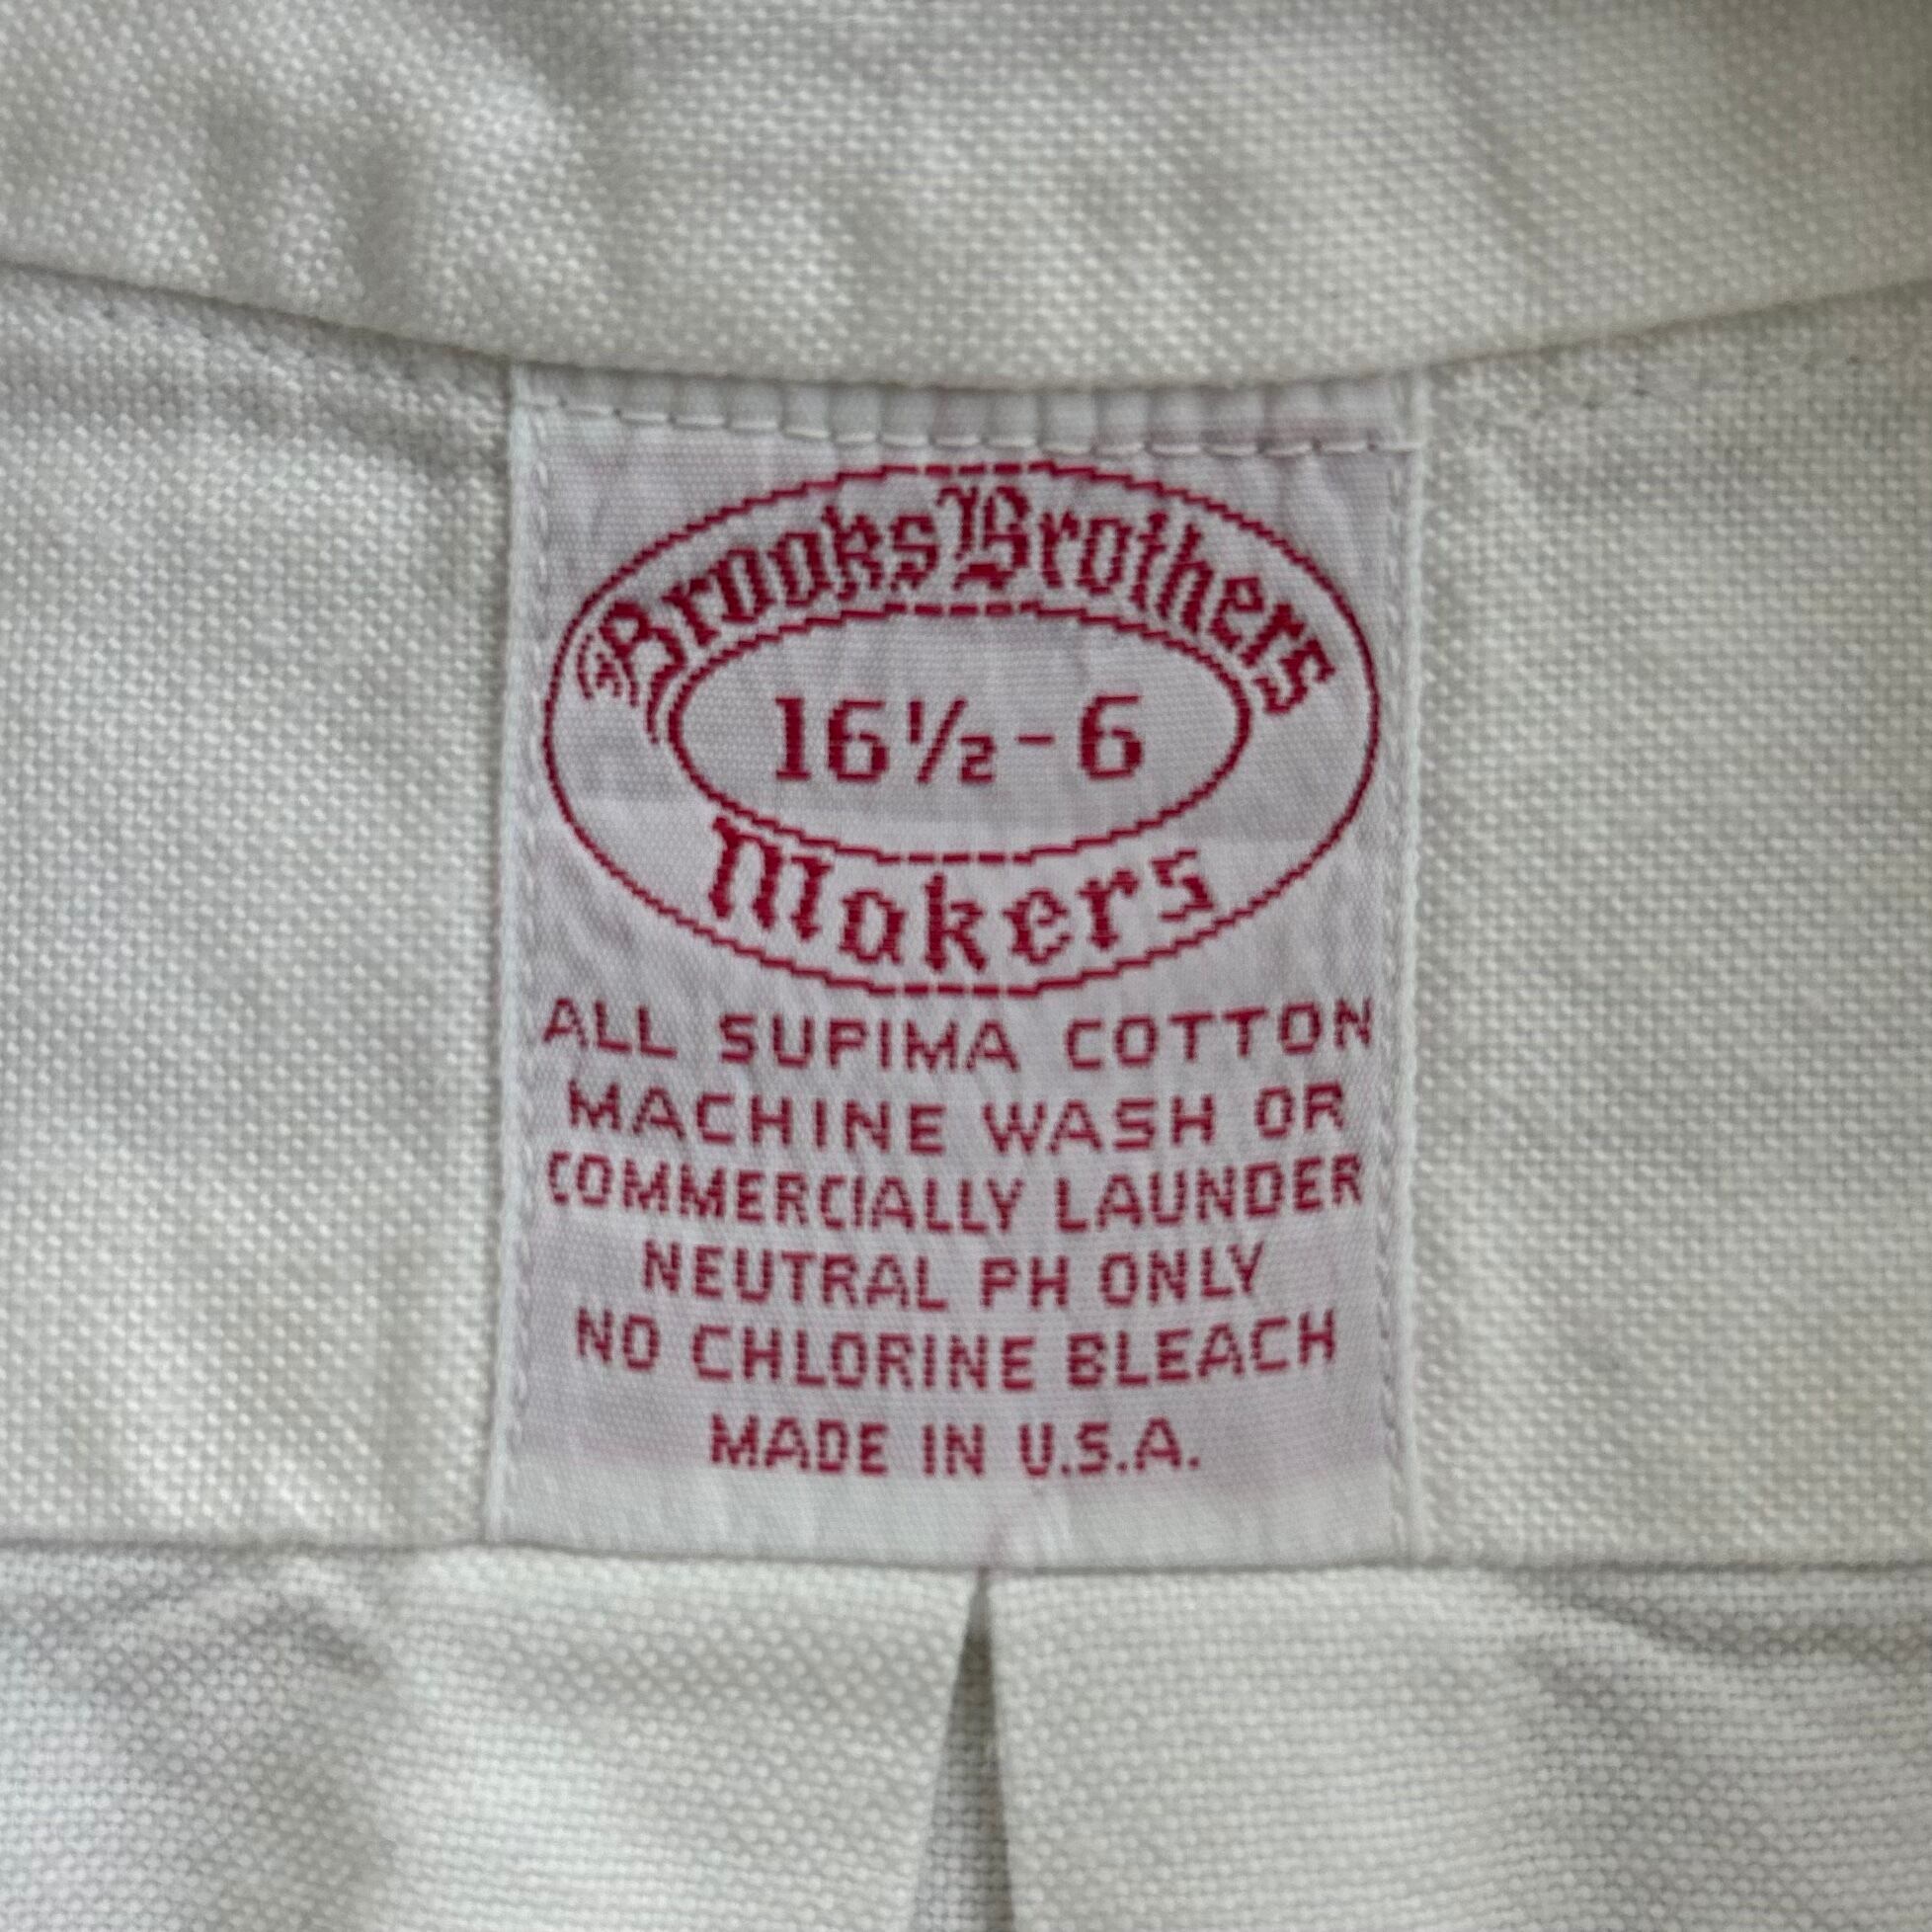 Brooks Brothers
16½-6
Makers
ALL SUPIMA COTTON
MACHINE WASH OR
COMMERCIALLY LAUNDER
NEUTRAL PH ONLY
NO CHLORINE BLEACH
MADE IN U.S.A.